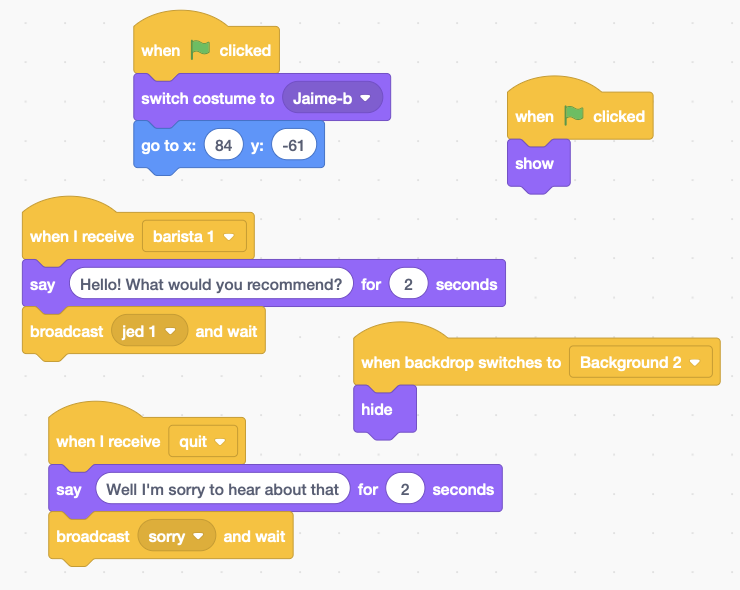 when clicked
switch costume to Jaime-b
go to x: 84 y: -61
when clicked
show
when I receive barista 1
say Hello! What would you recommend? for 2 seconds
broadcast jed 1 and wait
when backdrop switches to Background 2
hide
when I receive quit
say Well I'm sorry to hear about that for 2 seconds
broadcast sorry and wait